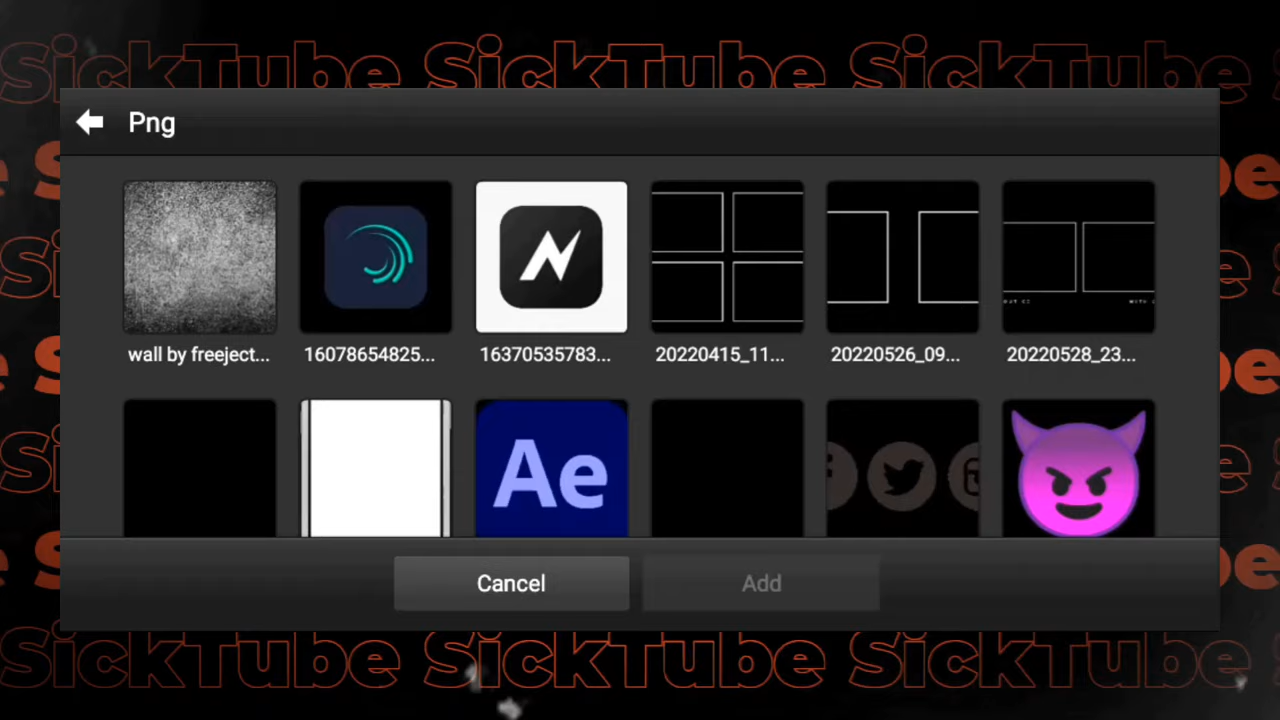 SickTube SickTube SickTube
Png
wall by freeject...
16078654825...
16370535783...
20220415_11...
20220526_09...
20220528_23...
Ae
Cancel
Add
SickTube SickTube SickTube